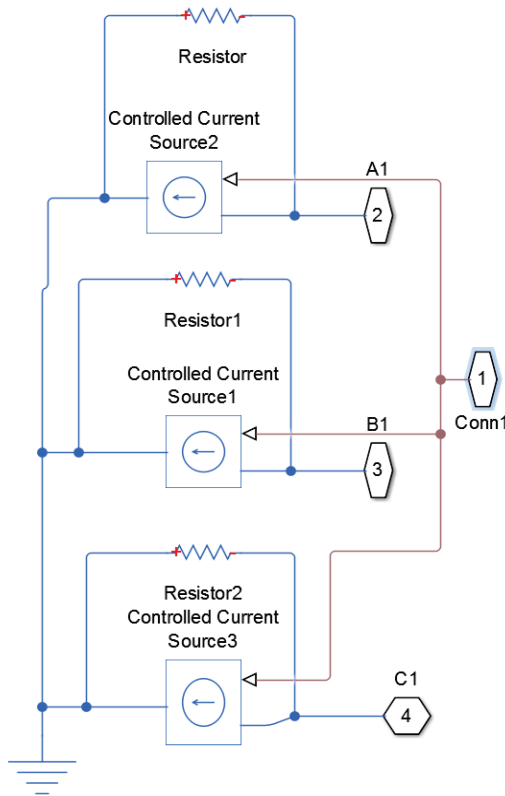 + -
Resistor
Controlled Current
Source2
A1
2
+ -
Resistor1
Controlled Current
Source1
B1
3
1
Conn1
+ -
Resistor2
Controlled Current
Source3
C1
4